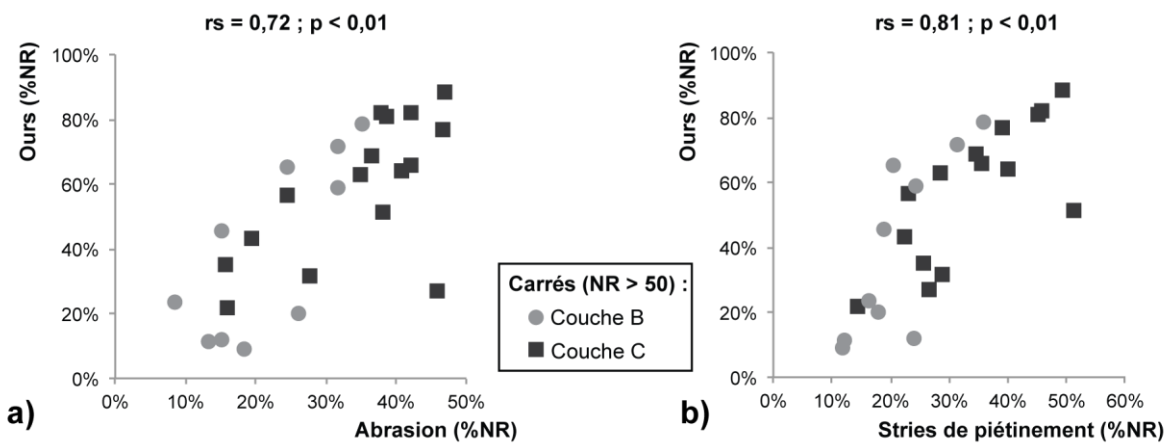 rs = 0,72 ; p < 0,01
100%
80%
60%
40%
20%
0%
Ours (%NR)
0%
10%
20%
30%
40%
50%
Abrasion (%NR)
a)
Carrés (NR > 50) :
Couche B
Couche C
rs = 0,81 ; p < 0,01
100%
80%
60%
40%
20%
0%
Ours (%NR)
0%
10%
20%
30%
40%
50%
60%
Stries de piétinement (%NR)
b)